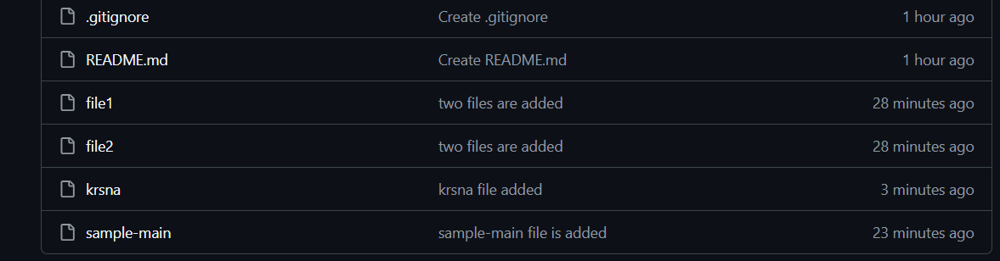 .gitignore Create .gitignore 1 hour ago
README.md Create README.md 1 hour ago
file1 two files are added 28 minutes ago
file2 two files are added 28 minutes ago
krsna krsna file added 3 minutes ago
sample-main sample-main file is added 23 minutes ago